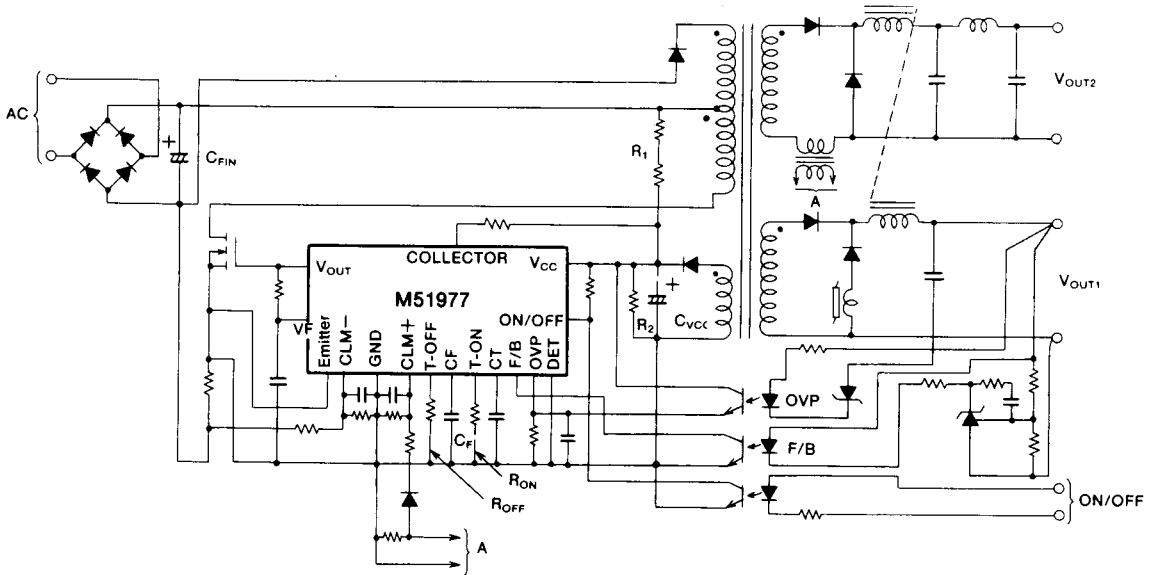 AC
+
CFIN
R1
A
VOUT2
COLLECTOR
VOUT
VCC
M51977
VF
ON/OFF
Emitter
CLM−
GND
CLM+
T-OFF
CF
T-ON
CT
F/B
OVP
DET
R2
+
CVCC
VOUT1
OVP
F/B
CF
RON
ROFF
A
ON/OFF